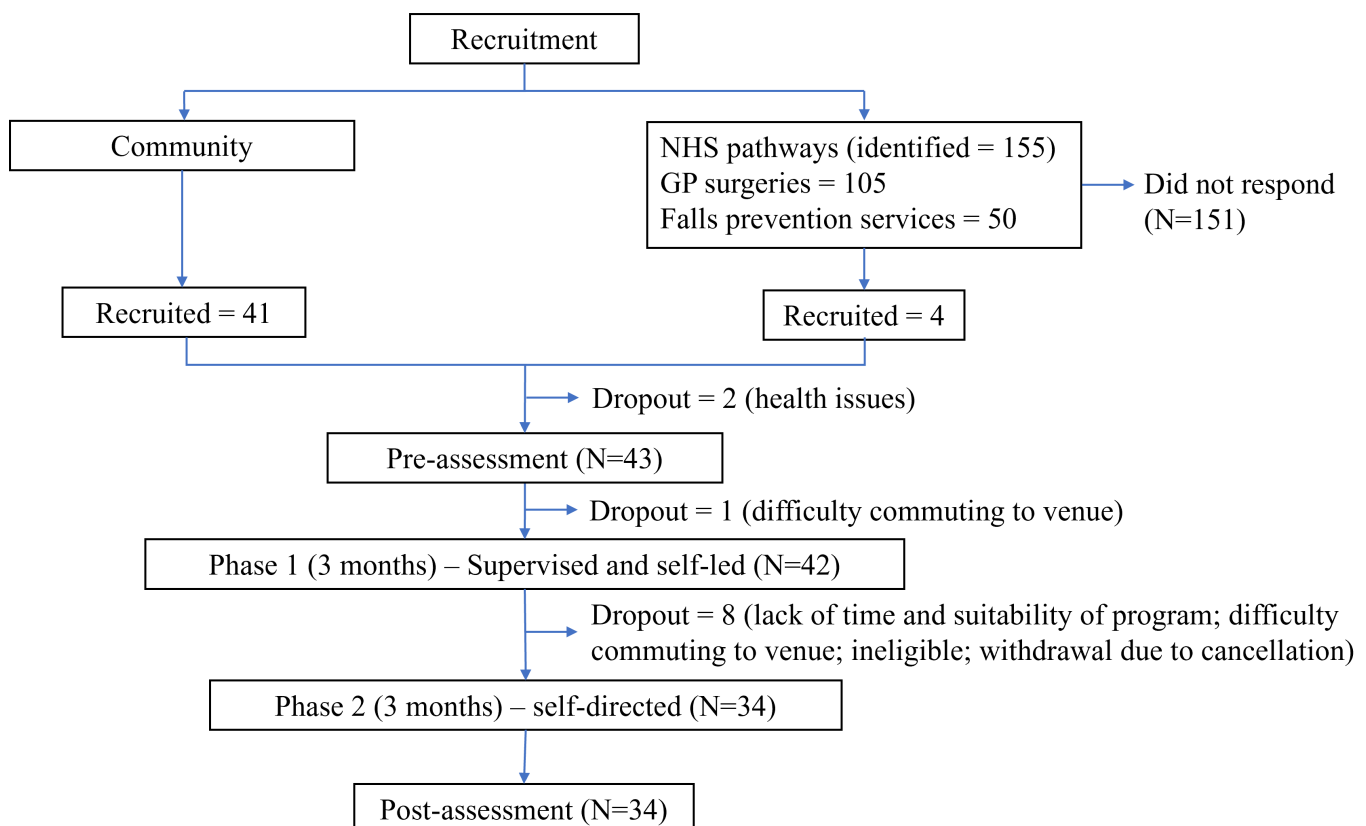 Recruitment
Community
NHS pathways (identified = 155)
GP surgeries = 105
Falls prevention services = 50
Did not respond
(N=151)
Recruited = 41
Recruited = 4
Dropout = 2 (health issues)
Pre-assessment (N=43)
Dropout = 1 (difficulty commuting to venue)
Phase 1 (3 months) – Supervised and self-led (N=42)
Dropout = 8 (lack of time and suitability of program; difficulty
commuting to venue; ineligible; withdrawal due to cancellation)
Phase 2 (3 months) – self-directed (N=34)
Post-assessment (N=34)